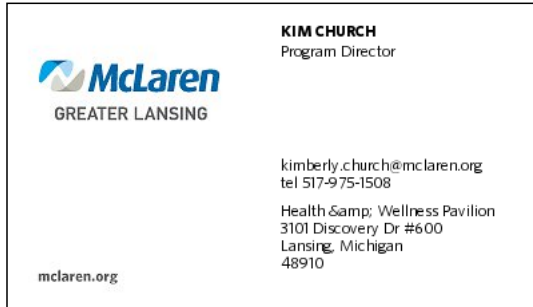 McLaren
GREATER LANSING
mclaren.org
KIM CHURCH
Program Director
kimberly.church@mclaren.org
tel 517-975-1508
Health &amp; Wellness Pavilion
3101 Discovery Dr #600
Lansing, Michigan
48910